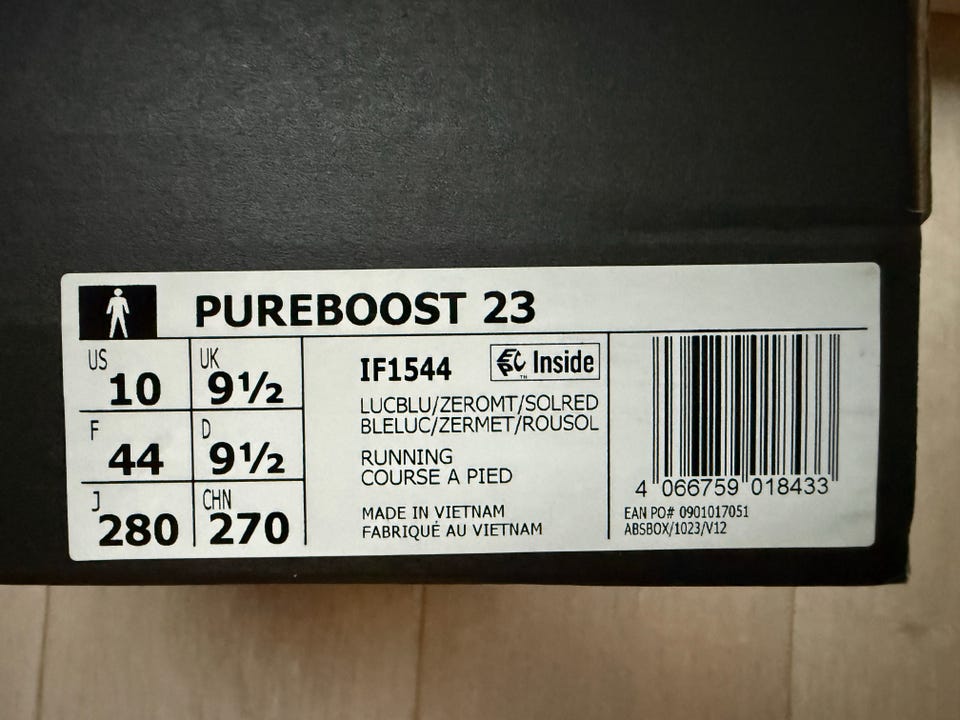 PUREBOOST 23
US
10
UK
9½
F
44
D
9½
J
280
CHN
270
IF1544
Inside
LUCBLU/ZEROMT/SOLRED
BLELUC/ZERMET/ROUSOL
RUNNING
COURSE A PIED
MADE IN VIETNAM
FABRIQUÉ AU VIETNAM
4 066759 018433
EAN PO# 0901017051
ABSBOX/1023/V12